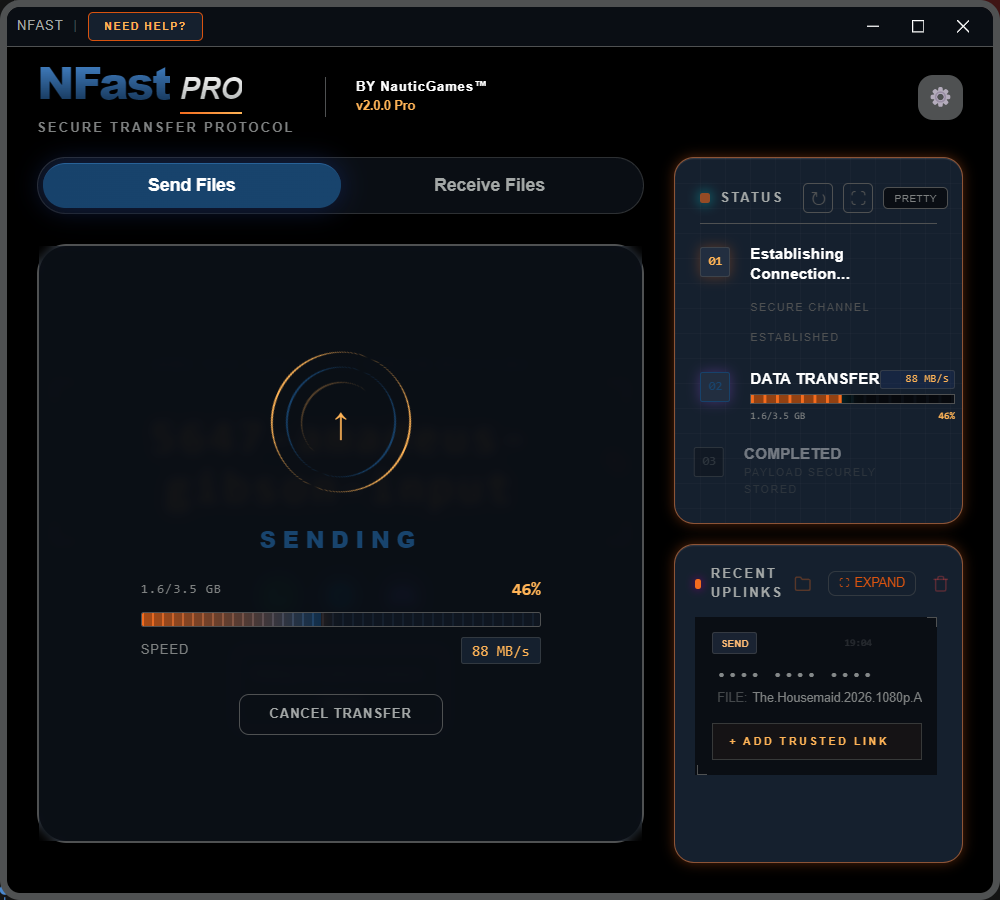 NFAST | NEED HELP?
NFast PRO
SECURE TRANSFER PROTOCOL
BY NauticGames™
v2.0.0 Pro
Send Files
Receive Files
↑
SENDING
1.6/3.5 GB 46%
SPEED 88 MB/s
CANCEL TRANSFER
STATUS
PRETTY
01
Establishing
Connection...
SECURE CHANNEL
ESTABLISHED
02
DATA TRANSFER 88 MB/s
1.6/3.5 GB 46%
03
COMPLETED
PAYLOAD SECURELY
STORED
RECENT
UPLINKS
EXPAND
SEND 19:04
•••• •••• ••••
FILE: The.Housemaid.2026.1080p.A
+ ADD TRUSTED LINK